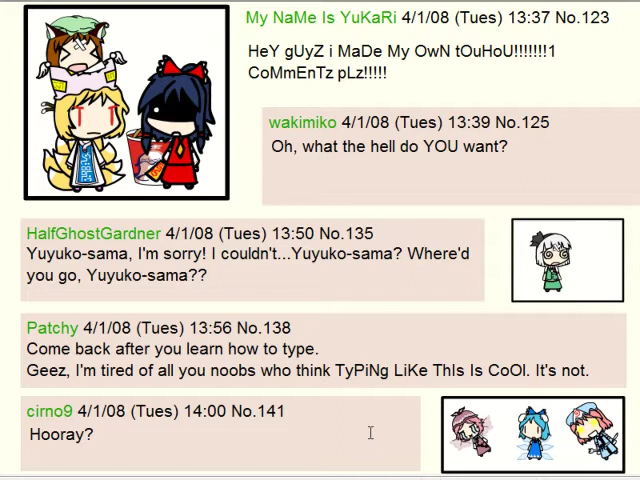 My NaMe Is YuKaRi 4/1/08 (Tues) 13:37 No.123
HeY gUyZ i MaDe My OwN tOuHoU!!!!!!!1
CoMmEnTz pLz!!!!!
wakimiko 4/1/08 (Tues) 13:39 No.125
Oh, what the hell do YOU want?
HalfGhostGardner 4/1/08 (Tues) 13:50 No.135
Yuyuko-sama, I'm sorry! I couldn't...Yuyuko-sama? Where'd
you go, Yuyuko-sama??
Patchy 4/1/08 (Tues) 13:56 No.138
Come back after you learn how to type.
Geez, I'm tired of all you noobs who think TyPiNg LiKe ThIs Is CoOl. It's not.
cirno9 4/1/08 (Tues) 14:00 No.141
Hooray?